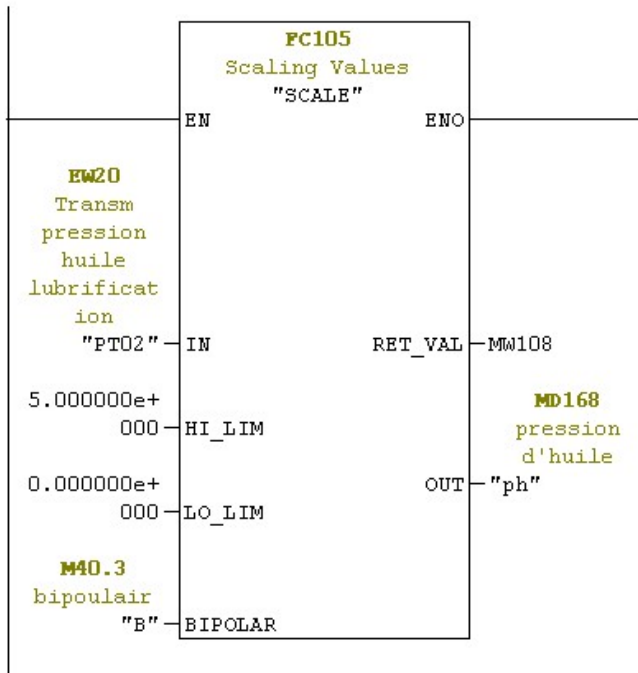 FC105
Scaling Values
"SCALE"
EN ENO
EW20
Transm
pression
huile
lubrificat
ion
"PT02" IN RET_VAL MW108
5.000000e+
000 HI_LIM
MD168
pression
d'huile
0.000000e+
000 LO_LIM
OUT "ph"
M40.3
bipoulair
"B" BIPOLAR